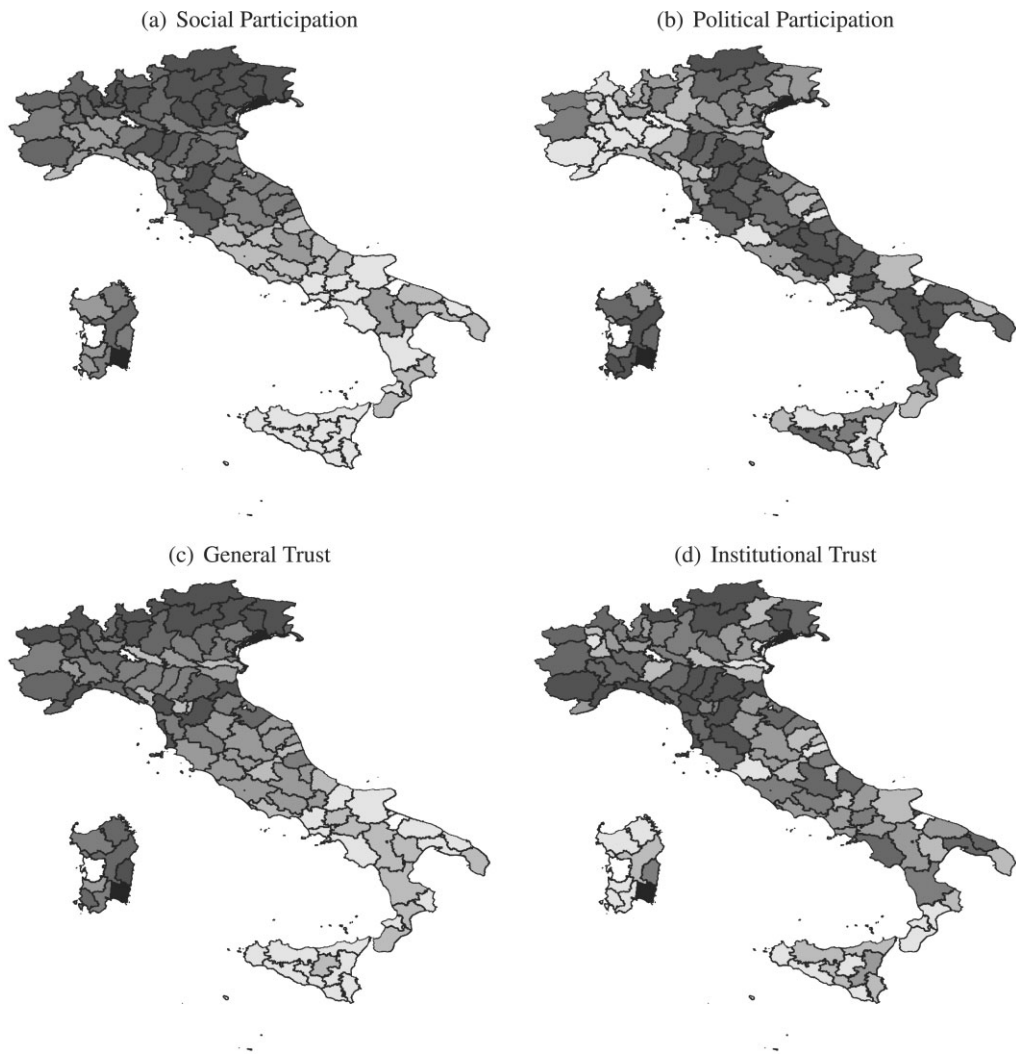 (a) Social Participation
(b) Political Participation
(c) General Trust
(d) Institutional Trust